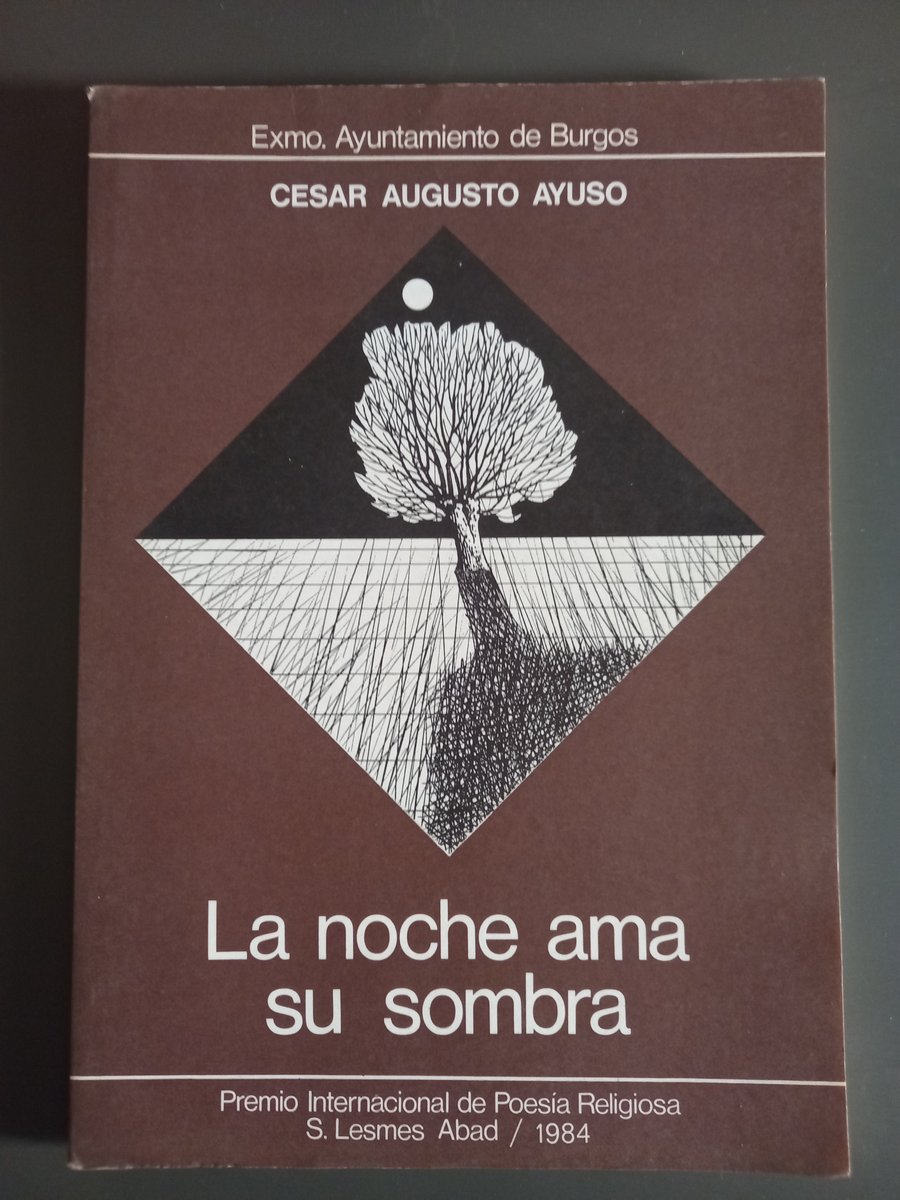 Exmo. Ayuntamiento de Burgos
CESAR AUGUSTO AYUSO
La noche ama
su sombra
Premio Internacional de Poesía Religiosa
S. Lesmes Abad / 1984